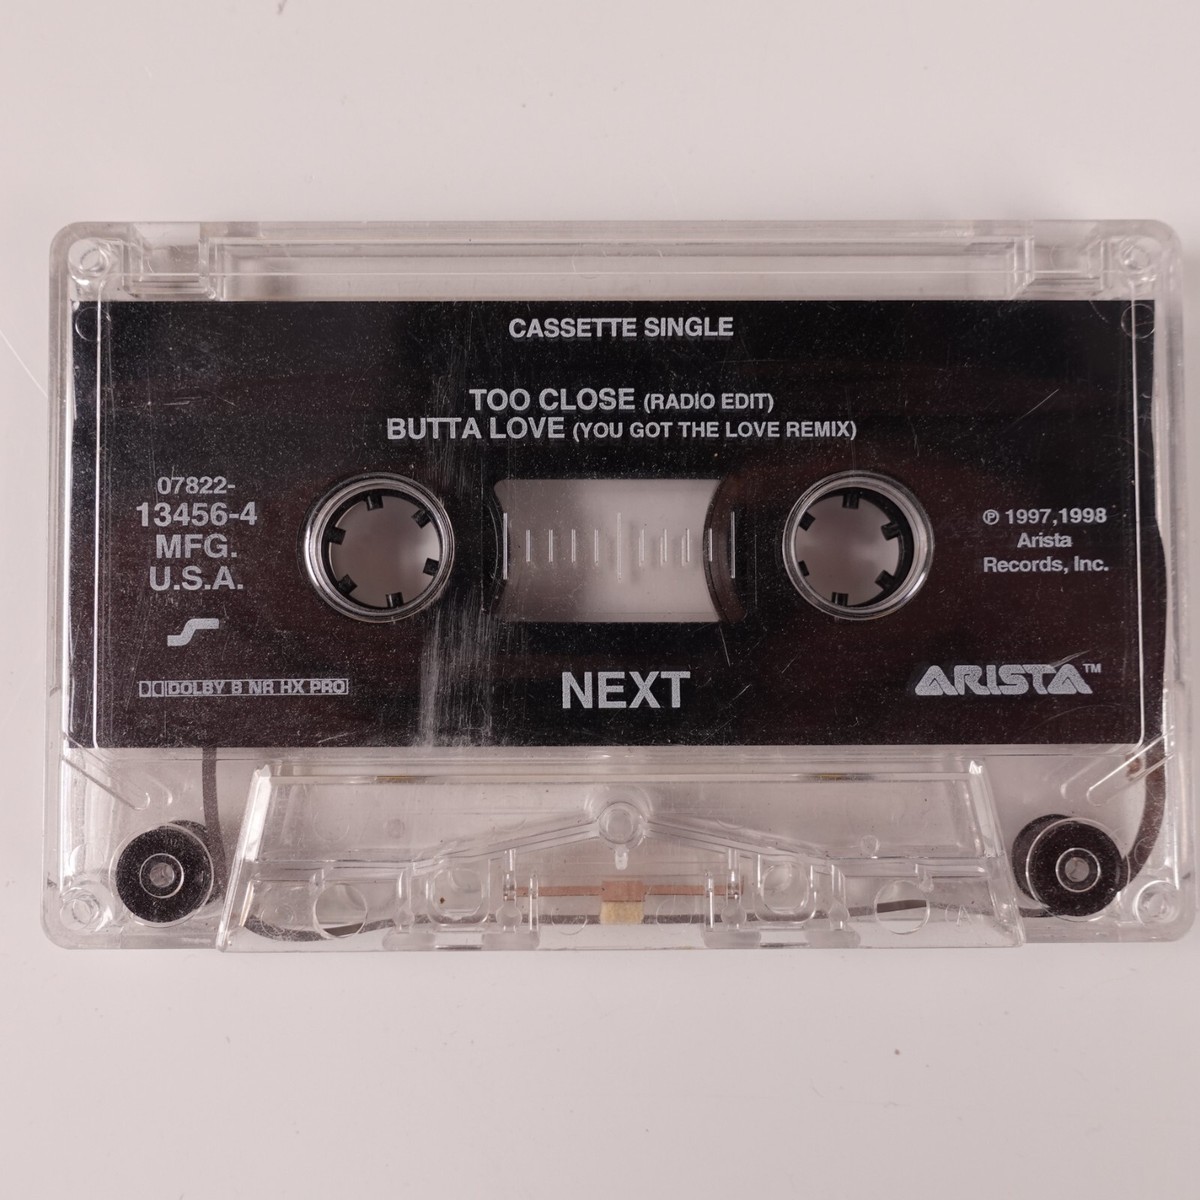 CASSETTE SINGLE
TOO CLOSE (RADIO EDIT)
BUTTA LOVE (YOU GOT THE LOVE REMIX)
07822-
13456-4
MFG.
U.S.A.
℗ 1997,1998
Arista
Records, Inc.
DOLBY B NR HX PRO
NEXT
ARISTA™